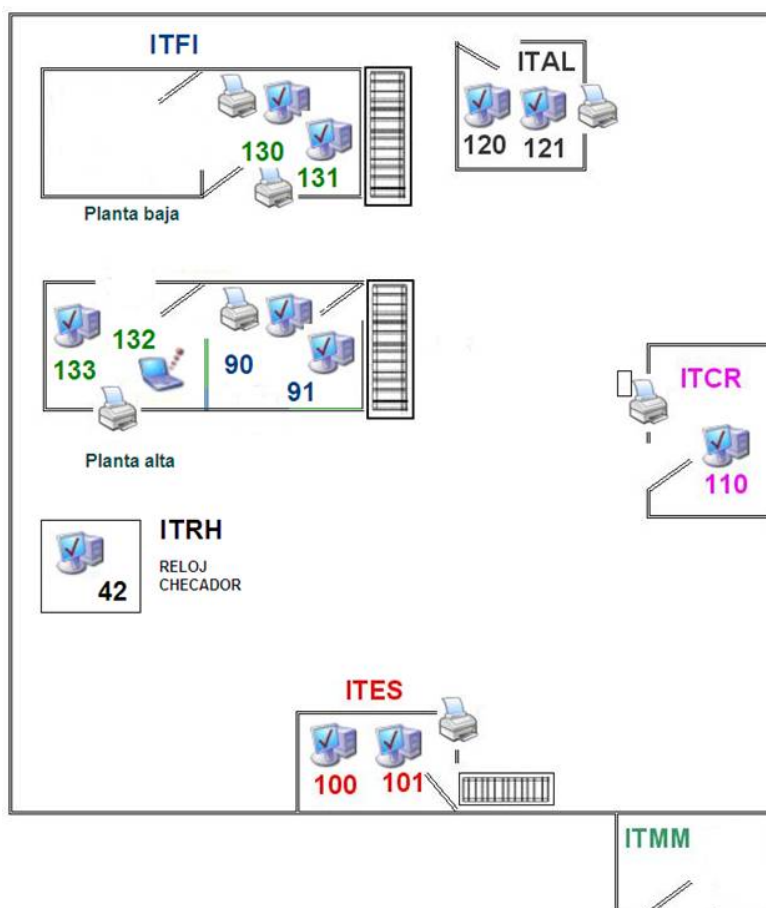 ITFI
ITAL
130
131
120
121
Planta baja
132
133
90
91
ITCR
110
Planta alta
ITRH
RELOJ
CHECADOR
42
ITES
100
101
ITMM